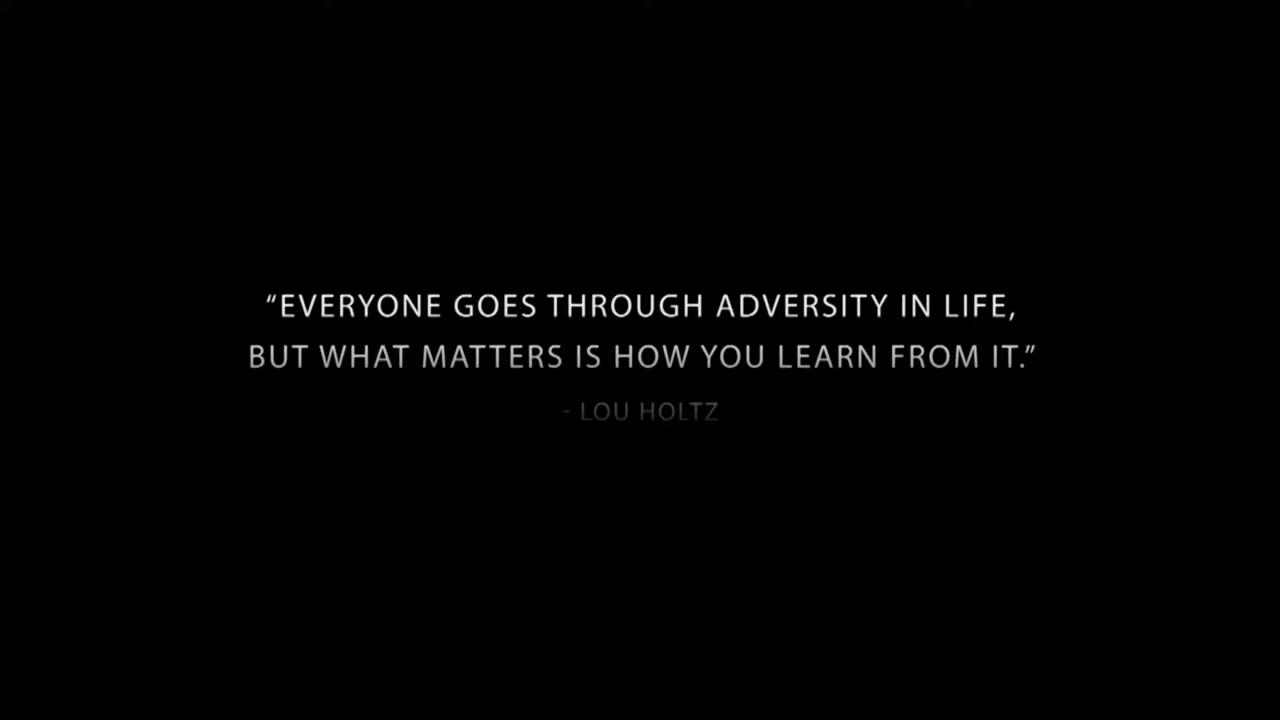 “EVERYONE GOES THROUGH ADVERSITY IN LIFE,
BUT WHAT MATTERS IS HOW YOU LEARN FROM IT.”
- LOU HOLTZ